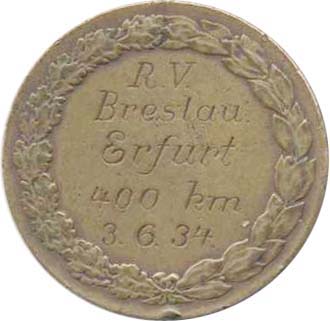 R.V.
Breslau.
Erfurt
400 km
3.6.34.